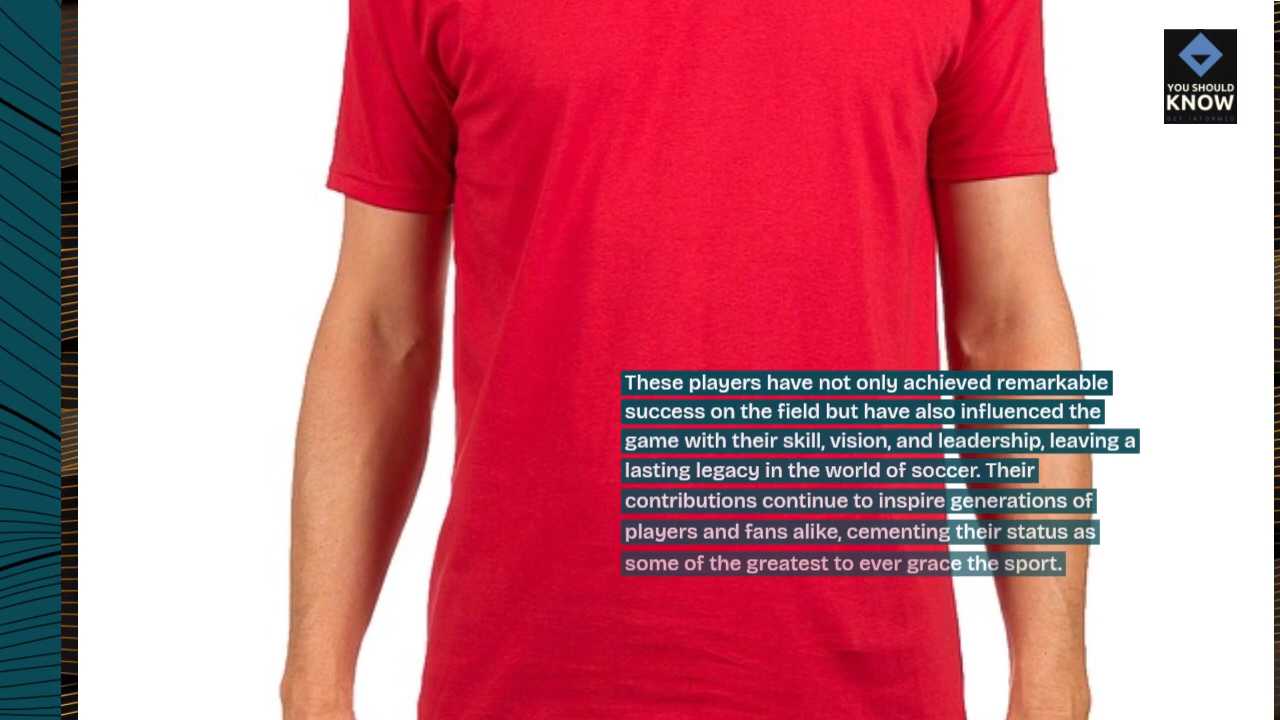 YOU SHOULD
KNOW
GET INFORMED
These players have not only achieved remarkable
success on the field but have also influenced the
game with their skill, vision, and leadership, leaving a
lasting legacy in the world of soccer. Their
contributions continue to inspire generations of
players and fans alike, cementing their status as
some of the greatest to ever grace the sport.